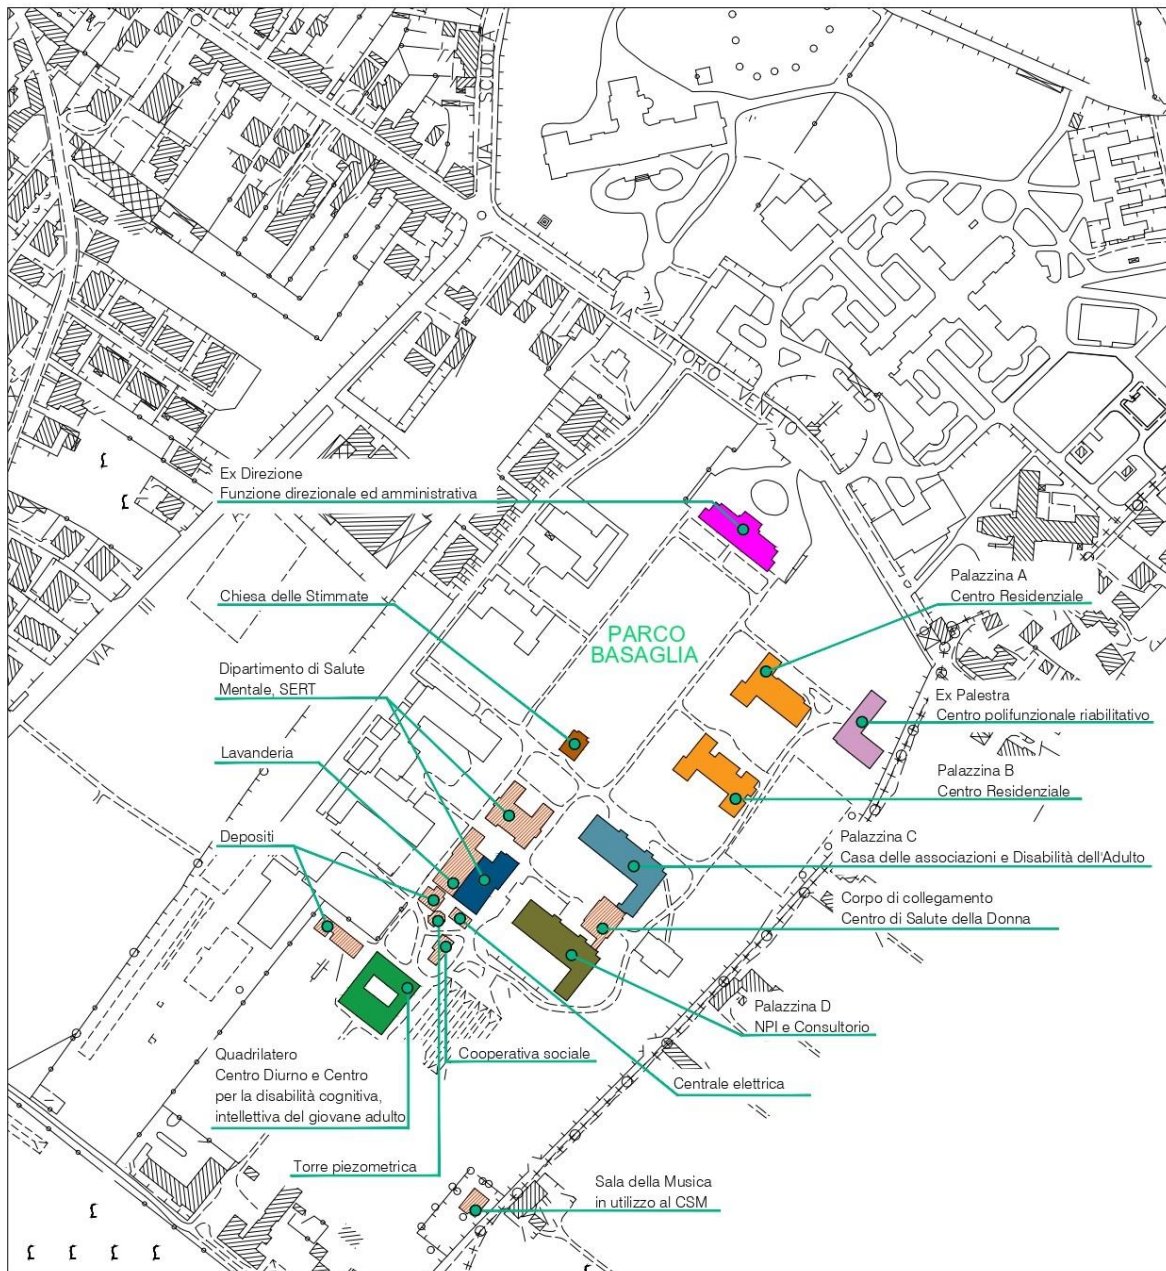 VIA SCUOLA
VIA VITTORIO VENETO
Ex Direzione
Funzione direzionale ed amministrativa
Palazzina A
Centro Residenziale
Chiesa delle Stimmate
PARCO
BASAGLIA
VIA
Dipartimento di Salute
Mentale, SERT
Ex Palestra
Centro polifunzionale riabilitativo
Lavanderia
Palazzina B
Centro Residenziale
Depositi
Palazzina C
Casa delle associazioni e Disabilità dell'Adulto
Corpo di collegamento
Centro di Salute della Donna
Palazzina D
NPI e Consultorio
Quadrilatero
Centro Diurno e Centro
per la disabilità cognitiva,
intellettiva del giovane adulto
Cooperativa sociale
Centrale elettrica
Torre piezometrica
Sala della Musica
in utilizzo al CSM